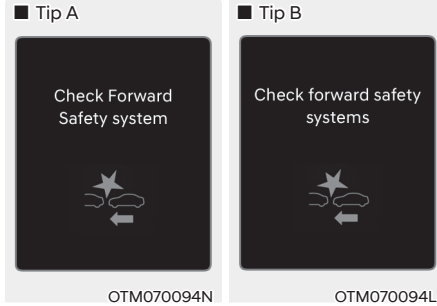 ■ Tip A
Check Forward
Safety system
OTM070094N
■ Tip B
Check forward safety
systems
OTM070094L